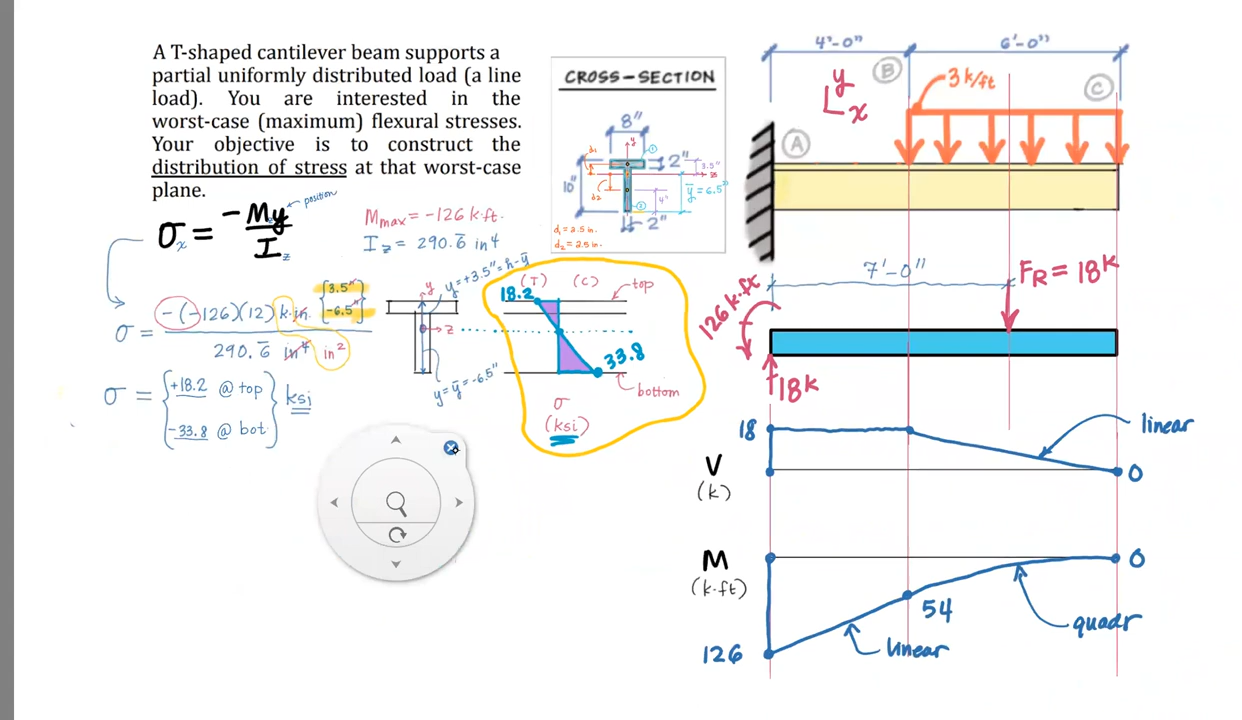 A T-shaped cantilever beam supports a
partial uniformly distributed load (a line
load). You are interested in the
worst-case (maximum) flexural stresses.
Your objective is to construct the
distribution of stress at that worst-case
plane.
σx = -My/Iz
position
Mmax = -126 k·ft.
Iz = 290.6̅ in⁴
σ = -(-126)(12) k·in. {3.5" -6.5"}
290.6̅ in⁴ in²
σ = {+18.2 @ top
-33.8 @ bot} ksi
CROSS-SECTION
8"
y
1
d1
2"
3.5"
z
10"
d2
4"
y̅ = 6.5"
2
2"
d1 = 2.5 in.
d2 = 2.5 in.
y
y = +3.5" = h - y̅
z
y = y̅ = -6.5"
(T) (C)
18.2
top
33.8
bottom
σ
(ksi)
4'-0"
6'-0"
y
x
A
B
C
3 k/ft
7'-0"
FR = 18k
126 k·ft
18k
V
(k)
18
linear
0
M
(k·ft)
0
54
126
linear
quadr